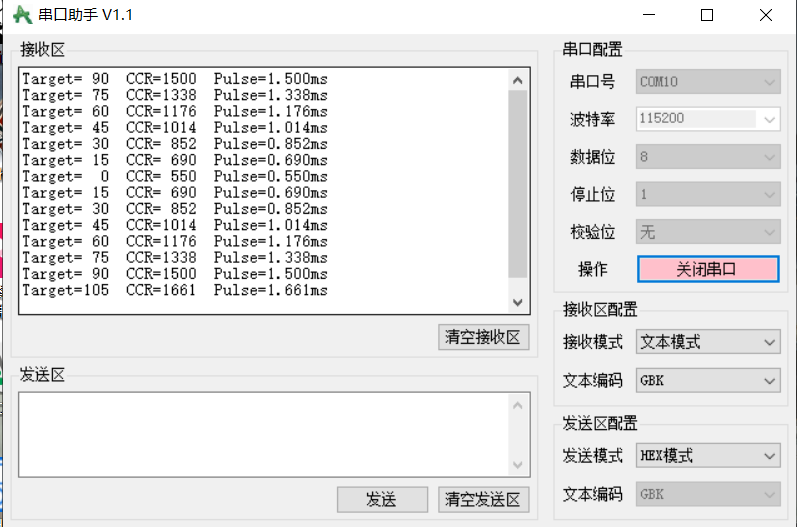 串口助手 V1.1
接收区
Target= 90  CCR=1500  Pulse=1.500ms
Target= 75  CCR=1338  Pulse=1.338ms
Target= 60  CCR=1176  Pulse=1.176ms
Target= 45  CCR=1014  Pulse=1.014ms
Target= 30  CCR= 852  Pulse=0.852ms
Target= 15  CCR= 690  Pulse=0.690ms
Target=  0  CCR= 550  Pulse=0.550ms
Target= 15  CCR= 690  Pulse=0.690ms
Target= 30  CCR= 852  Pulse=0.852ms
Target= 45  CCR=1014  Pulse=1.014ms
Target= 60  CCR=1176  Pulse=1.176ms
Target= 75  CCR=1338  Pulse=1.338ms
Target= 90  CCR=1500  Pulse=1.500ms
Target=105  CCR=1661  Pulse=1.661ms
清空接收区
发送区
发送 清空发送区
串口配置
串口号 COM10
波特率 115200
数据位 8
停止位 1
校验位 无
操作 关闭串口
接收区配置
接收模式 文本模式
文本编码 GBK
发送区配置
发送模式 HEX模式
文本编码 GBK